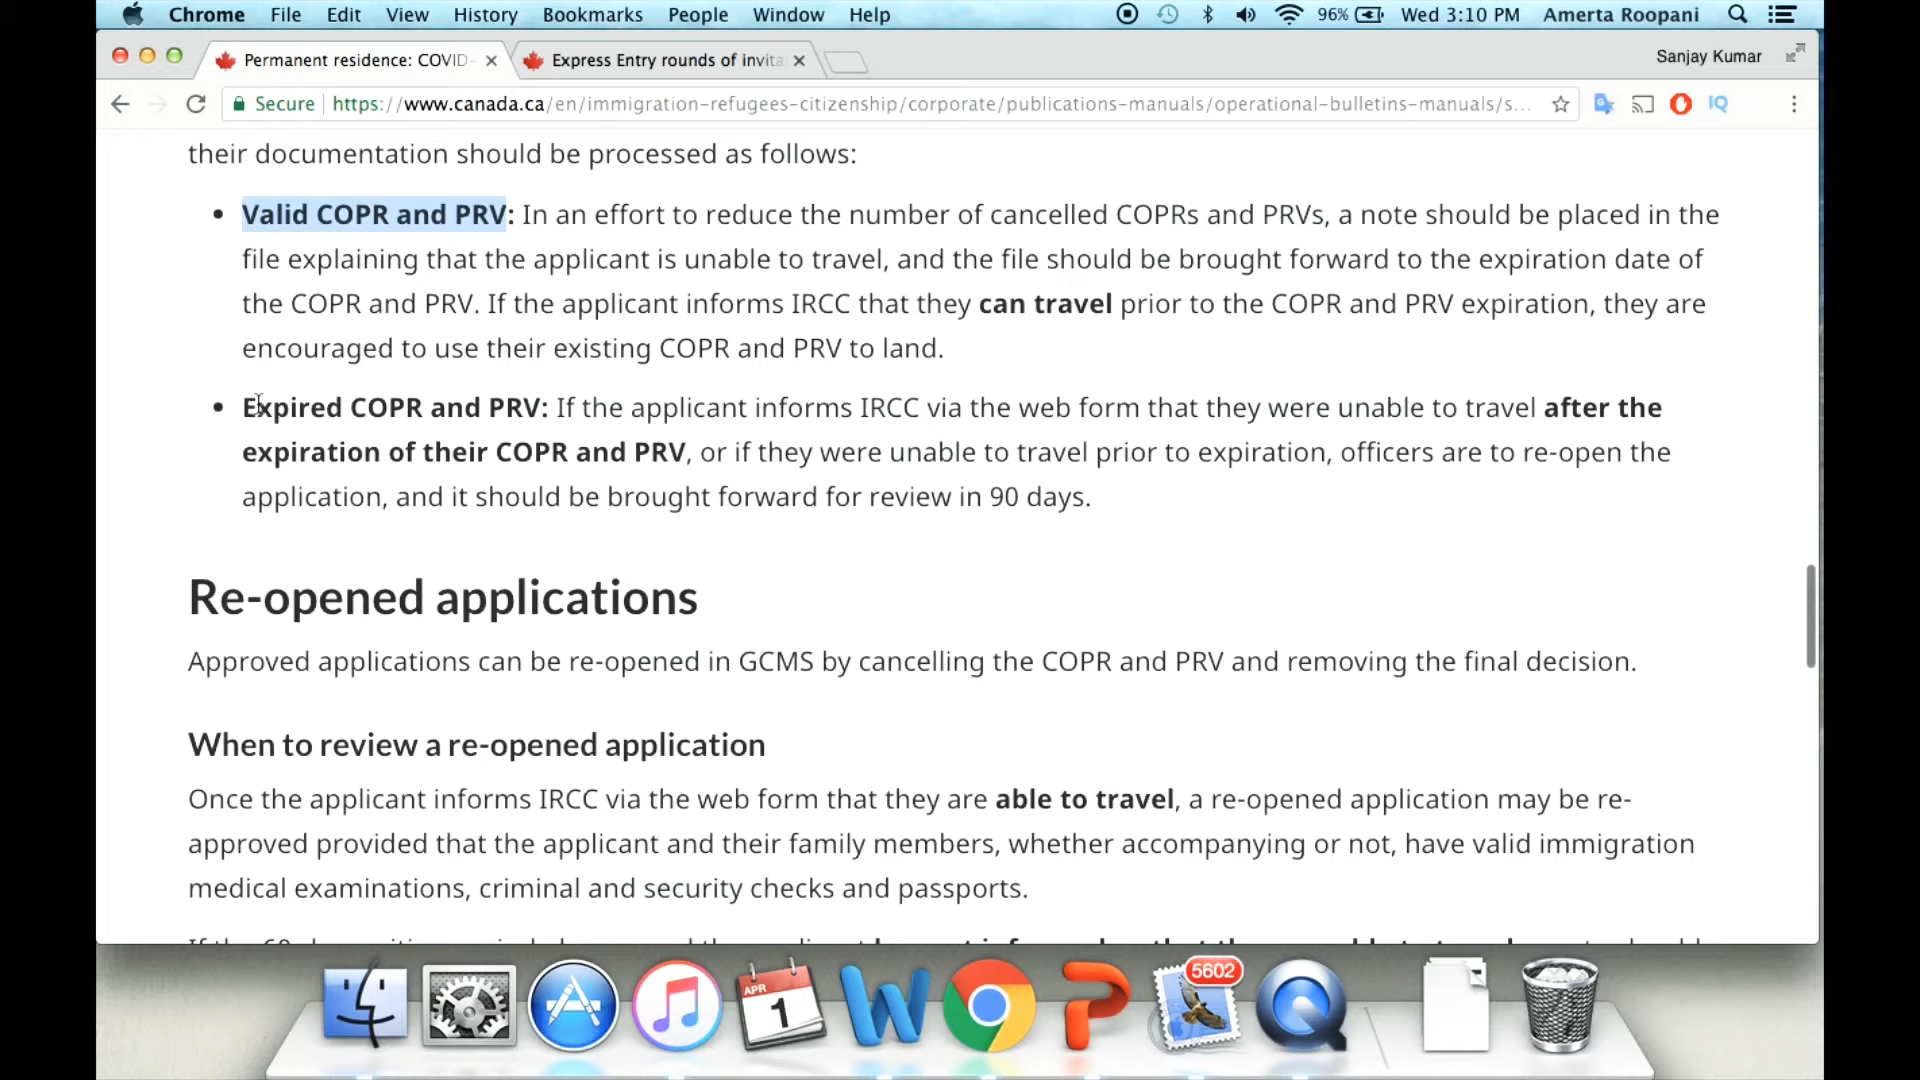 Chrome File Edit View History Bookmarks People Window Help 96% Wed 3:10 PM Amerta Roopani
Permanent residence: COVID- Express Entry rounds of invita Sanjay Kumar
Secure https://www.canada.ca/en/immigration-refugees-citizenship/corporate/publications-manuals/operational-bulletins-manuals/s... IQ
their documentation should be processed as follows:
• Valid COPR and PRV: In an effort to reduce the number of cancelled COPRs and PRVs, a note should be placed in the
file explaining that the applicant is unable to travel, and the file should be brought forward to the expiration date of
the COPR and PRV. If the applicant informs IRCC that they can travel prior to the COPR and PRV expiration, they are
encouraged to use their existing COPR and PRV to land.
• Expired COPR and PRV: If the applicant informs IRCC via the web form that they were unable to travel after the
expiration of their COPR and PRV, or if they were unable to travel prior to expiration, officers are to re-open the
application, and it should be brought forward for review in 90 days.
Re-opened applications
Approved applications can be re-opened in GCMS by cancelling the COPR and PRV and removing the final decision.
When to review a re-opened application
Once the applicant informs IRCC via the web form that they are able to travel, a re-opened application may be re-
approved provided that the applicant and their family members, whether accompanying or not, have valid immigration
medical examinations, criminal and security checks and passports.
APR
1
5602